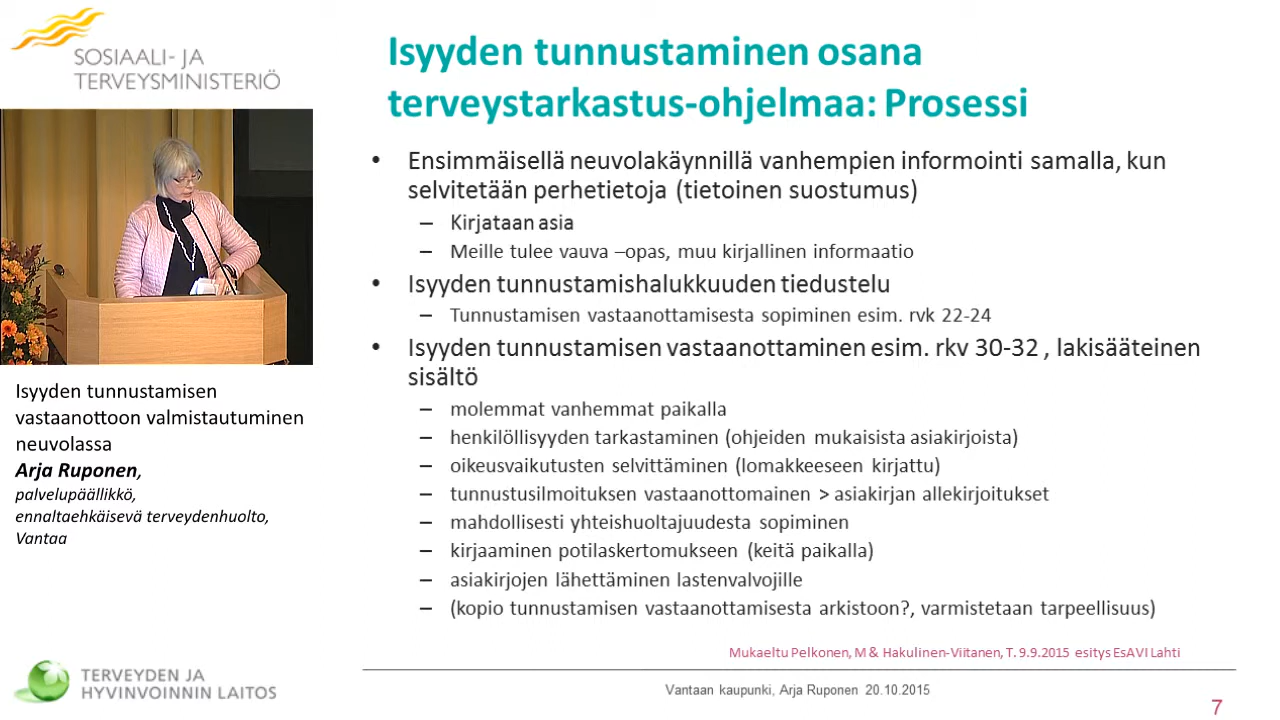 SOSIAALI- JA
TERVEYSMINISTERIÖ
Isyyden tunnustaminen osana
terveystarkastus-ohjelmaa: Prosessi
• Ensimmäisellä neuvolakäynnillä vanhempien informointi samalla, kun
selvitetään perhetietoja (tietoinen suostumus)
– Kirjataan asia
– Meille tulee vauva –opas, muu kirjallinen informaatio
• Isyyden tunnustamishalukkuuden tiedustelu
– Tunnustamisen vastaanottamisesta sopiminen esim. rvk 22-24
• Isyyden tunnustamisen vastaanottaminen esim. rkv 30-32 , lakisääteinen
sisältö
– molemmat vanhemmat paikalla
– henkilöllisyyden tarkastaminen (ohjeiden mukaisista asiakirjoista)
– oikeusvaikutusten selvittäminen (lomakkeeseen kirjattu)
– tunnustusilmoituksen vastaanottomainen > asiakirjan allekirjoitukset
– mahdollisesti yhteishuoltajuudesta sopiminen
– kirjaaminen potilaskertomukseen (keitä paikalla)
– asiakirjojen lähettäminen lastenvalvojille
– (kopio tunnustamisen vastaanottamisesta arkistoon?, varmistetaan tarpeellisuus)
Isyyden tunnustamisen
vastaanottoon valmistautuminen
neuvolassa
Arja Ruponen,
palvelupäällikkö,
ennaltaehkäisevä terveydenhuolto,
Vantaa
Mukaeltu Pelkonen, M & Hakulinen-Viitanen, T. 9.9.2015 esitys EsAVI Lahti
TERVEYDEN JA
HYVINVOINNIN LAITOS
Vantaan kaupunki, Arja Ruponen 20.10.2015
7